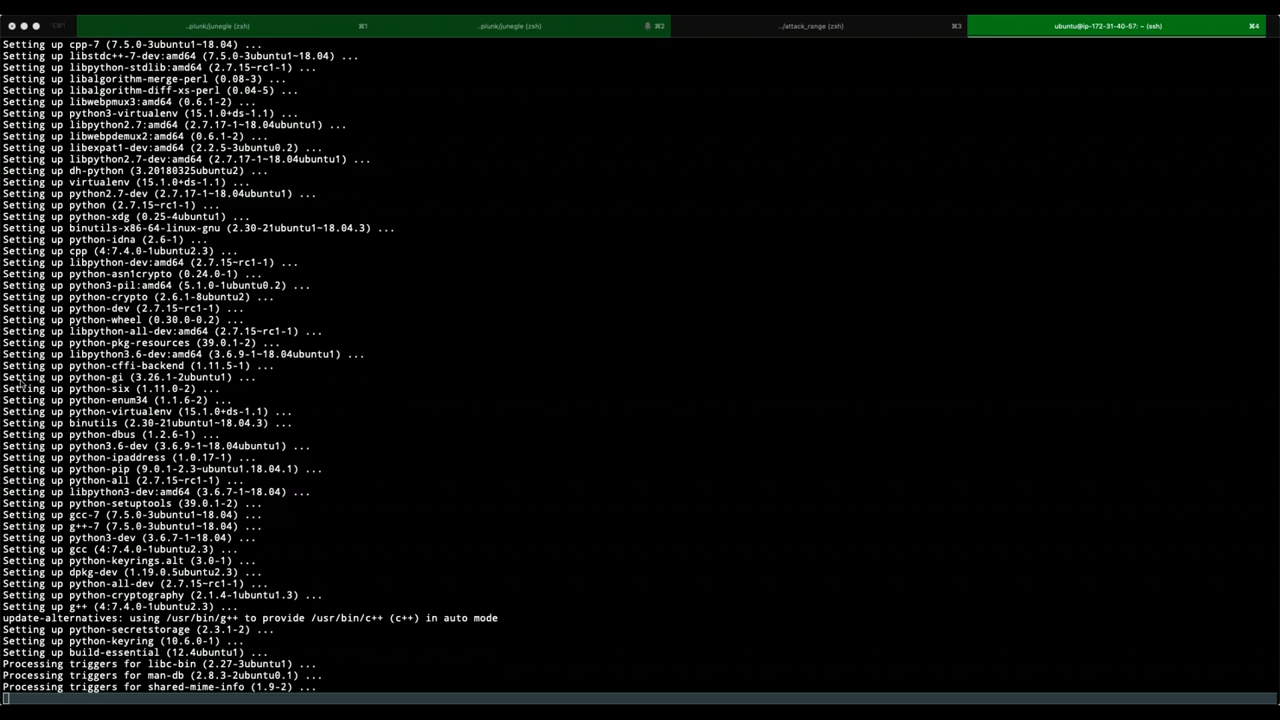 ..plunk/junegle (zsh) ⌘1 ..plunk/junegle (zsh) ⌘2 ../attack_range (zsh) ⌘3 ubuntu@ip-172-31-40-57: ~ (ssh) ⌘4
Setting up cpp-7 (7.5.0-3ubuntu1~18.04) ...
Setting up libstdc++-7-dev:amd64 (7.5.0-3ubuntu1~18.04) ...
Setting up libpython-stdlib:amd64 (2.7.15~rc1-1) ...
Setting up libalgorithm-merge-perl (0.08-3) ...
Setting up libalgorithm-diff-xs-perl (0.04-5) ...
Setting up libwebpmux3:amd64 (0.6.1-2) ...
Setting up python3-virtualenv (15.1.0+ds-1.1) ...
Setting up libpython2.7:amd64 (2.7.17-1~18.04ubuntu1) ...
Setting up libwebpdemux2:amd64 (0.6.1-2) ...
Setting up libexpat1-dev:amd64 (2.2.5-3ubuntu0.2) ...
Setting up libpython2.7-dev:amd64 (2.7.17-1~18.04ubuntu1) ...
Setting up dh-python (3.20180325ubuntu2) ...
Setting up virtualenv (15.1.0+ds-1.1) ...
Setting up python2.7-dev (2.7.17-1~18.04ubuntu1) ...
Setting up python (2.7.15~rc1-1) ...
Setting up python-xdg (0.25-4ubuntu1) ...
Setting up binutils-x86-64-linux-gnu (2.30-21ubuntu1~18.04.3) ...
Setting up python-idna (2.6-1) ...
Setting up cpp (4:7.4.0-1ubuntu2.3) ...
Setting up libpython-dev:amd64 (2.7.15~rc1-1) ...
Setting up python-asn1crypto (0.24.0-1) ...
Setting up python3-pil:amd64 (5.1.0-1ubuntu0.2) ...
Setting up python-crypto (2.6.1-8ubuntu2) ...
Setting up python-dev (2.7.15~rc1-1) ...
Setting up python-wheel (0.30.0-0.2) ...
Setting up libpython-all-dev:amd64 (2.7.15~rc1-1) ...
Setting up python-pkg-resources (39.0.1-2) ...
Setting up libpython3.6-dev:amd64 (3.6.9-1~18.04ubuntu1) ...
Setting up python-cffi-backend (1.11.5-1) ...
Setting up python-gi (3.26.1-2ubuntu1) ...
Setting up python-six (1.11.0-2) ...
Setting up python-enum34 (1.1.6-2) ...
Setting up python-virtualenv (15.1.0+ds-1.1) ...
Setting up binutils (2.30-21ubuntu1~18.04.3) ...
Setting up python-dbus (1.2.6-1) ...
Setting up python3.6-dev (3.6.9-1~18.04ubuntu1) ...
Setting up python-ipaddress (1.0.17-1) ...
Setting up python-pip (9.0.1-2.3~ubuntu1.18.04.1) ...
Setting up python-all (2.7.15~rc1-1) ...
Setting up libpython3-dev:amd64 (3.6.7-1~18.04) ...
Setting up python-setuptools (39.0.1-2) ...
Setting up gcc-7 (7.5.0-3ubuntu1~18.04) ...
Setting up g++-7 (7.5.0-3ubuntu1~18.04) ...
Setting up python3-dev (3.6.7-1~18.04) ...
Setting up gcc (4:7.4.0-1ubuntu2.3) ...
Setting up python-keyrings.alt (3.0-1) ...
Setting up dpkg-dev (1.19.0.5ubuntu2.3) ...
Setting up python-all-dev (2.7.15~rc1-1) ...
Setting up python-cryptography (2.1.4-1ubuntu1.3) ...
Setting up g++ (4:7.4.0-1ubuntu2.3) ...
update-alternatives: using /usr/bin/g++ to provide /usr/bin/c++ (c++) in auto mode
Setting up python-secretstorage (2.3.1-2) ...
Setting up python-keyring (10.6.0-1) ...
Setting up build-essential (12.4ubuntu1) ...
Processing triggers for libc-bin (2.27-3ubuntu1) ...
Processing triggers for man-db (2.8.3-2ubuntu0.1) ...
Processing triggers for shared-mime-info (1.9-2) ...